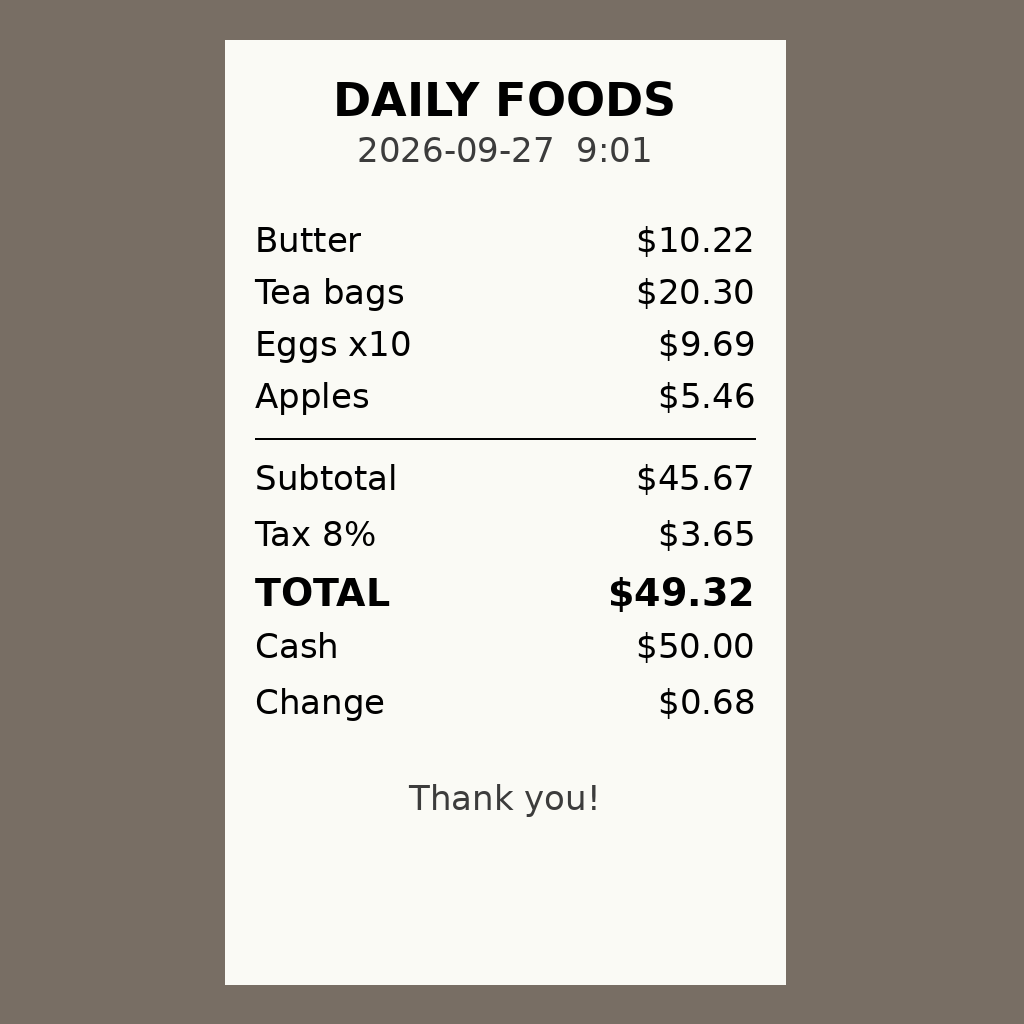 DAILY FOODS
2026-09-27  9:01
Butter $10.22
Tea bags $20.30
Eggs x10 $9.69
Apples $5.46
Subtotal $45.67
Tax 8% $3.65
TOTAL $49.32
Cash $50.00
Change $0.68
Thank you!